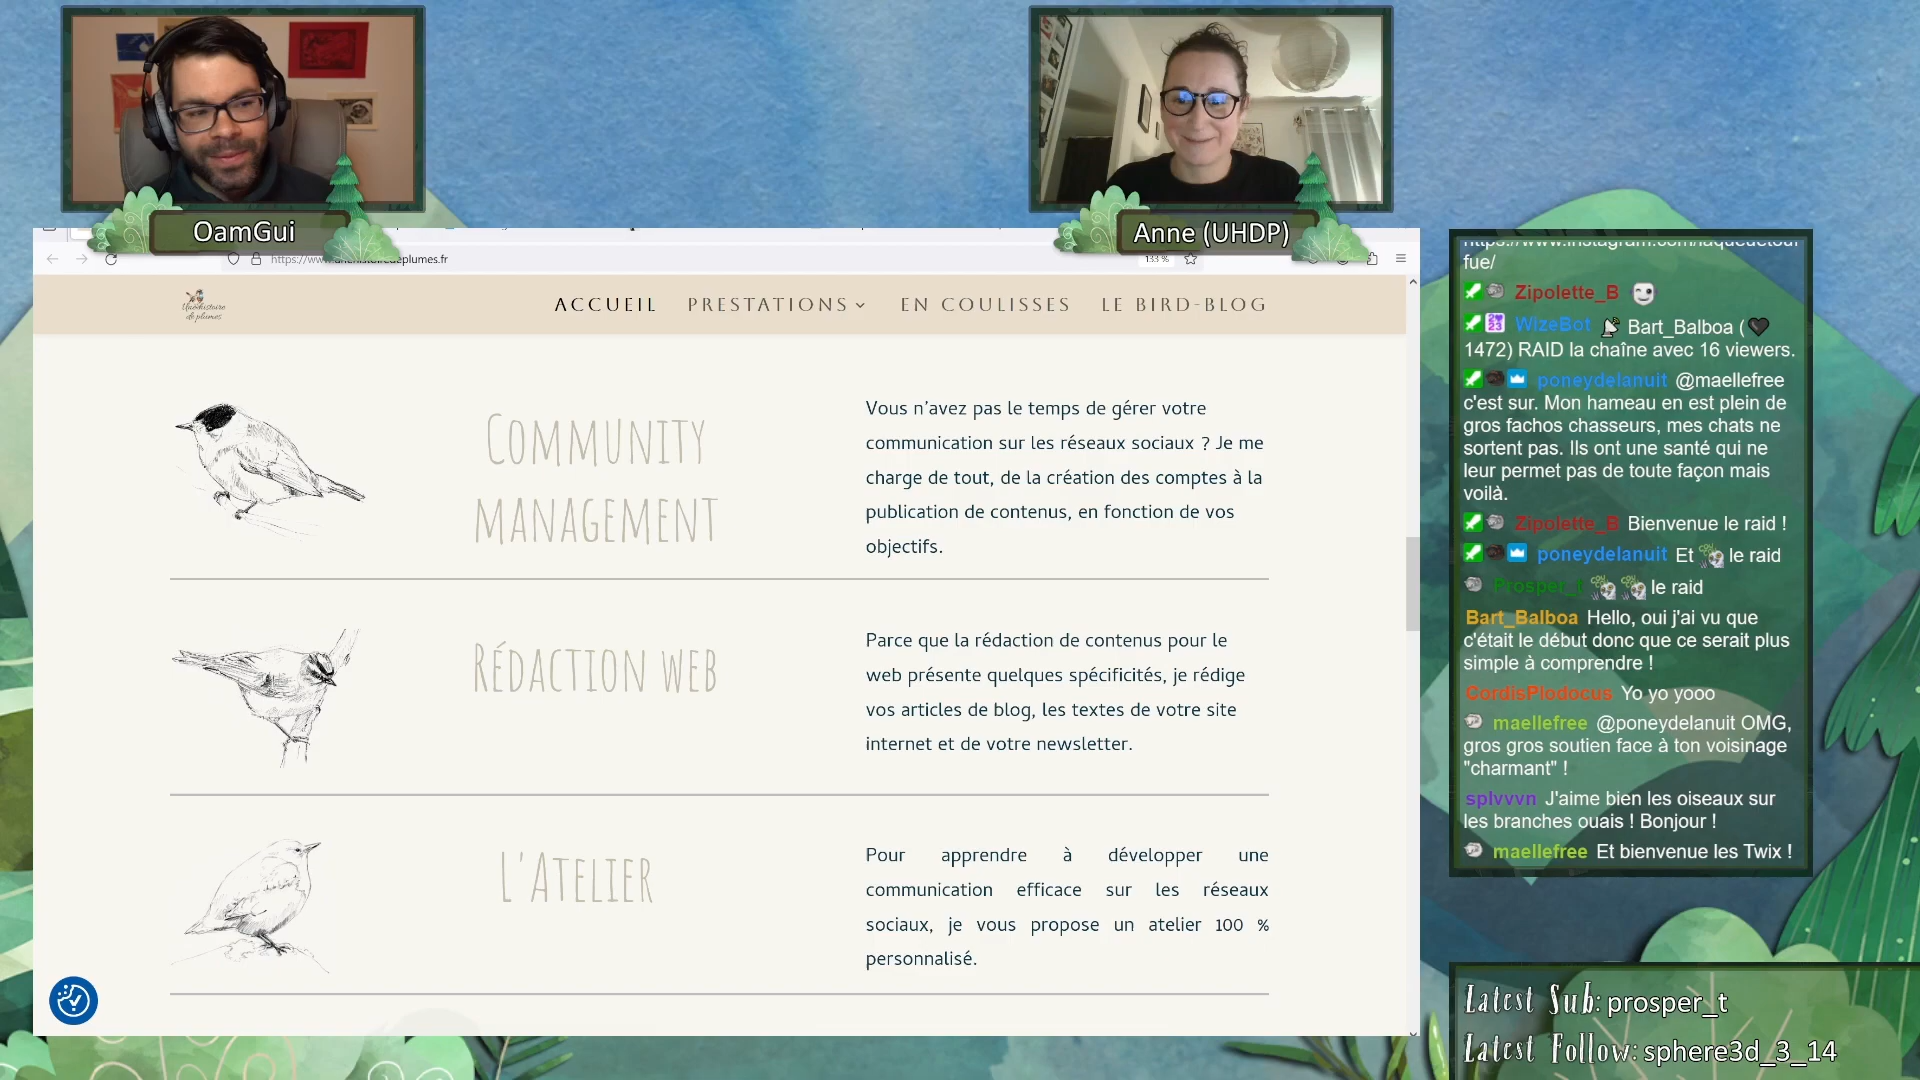 OamGui
Anne (UHDP)
133 %
ACCUEIL
PRESTATIONS
EN COULISSES
LE BIRD-BLOG
Une histoire
de plumes
Community
management
Vous n’avez pas le temps de gérer votre
communication sur les réseaux sociaux ? Je me
charge de tout, de la création des comptes à la
publication de contenus, en fonction de vos
objectifs.
Rédaction web
Parce que la rédaction de contenus pour le
web présente quelques spécificités, je rédige
vos articles de blog, les textes de votre site
internet et de votre newsletter.
L'Atelier
Pour apprendre à développer une
communication efficace sur les réseaux
sociaux, je vous propose un atelier 100 %
personnalisé.
fue/
Zipolette_B
WizeBot Bart_Balboa (
1472) RAID la chaîne avec 16 viewers.
poneydelanuit @maellefree
c'est sur. Mon hameau en est plein de
gros fachos chasseurs, mes chats ne
sortent pas. Ils ont une santé qui ne
leur permet pas de toute façon mais
voilà.
Zipolette_B Bienvenue le raid !
poneydelanuit Et le raid
Prosper_t le raid
Bart_Balboa Hello, oui j'ai vu que
c'était le début donc que ce serait plus
simple à comprendre !
CordisPlodocus Yo yo yooo
maellefree @poneydelanuit OMG,
gros gros soutien face à ton voisinage
"charmant" !
splvvvn J'aime bien les oiseaux sur
les branches ouais ! Bonjour !
maellefree Et bienvenue les Twix !
Latest Sub: prosper_t
Latest Follow: sphere3d_3_14